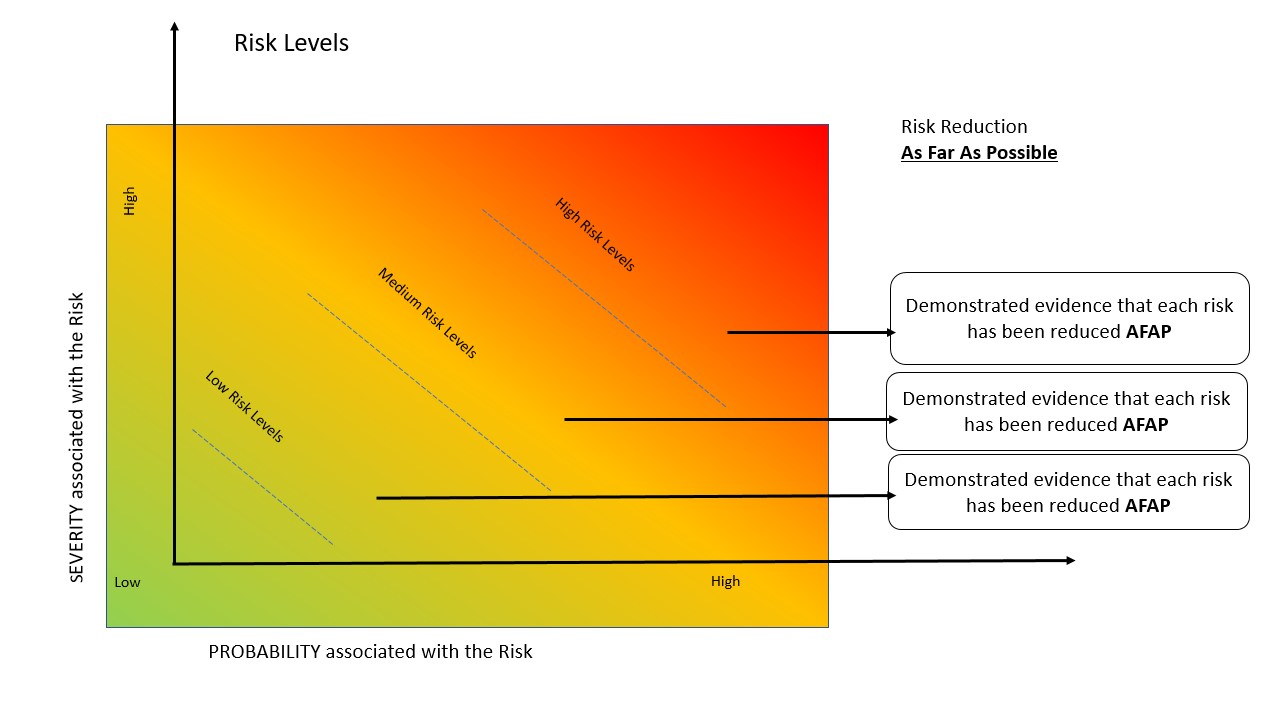 Risk Levels
Risk Reduction
As Far As Possible
High
High Risk Levels
Medium Risk Levels
Low Risk Levels
SEVERITY associated with the Risk
Demonstrated evidence that each risk
has been reduced AFAP
Demonstrated evidence that each risk
has been reduced AFAP
Demonstrated evidence that each risk
has been reduced AFAP
Low
High
PROBABILITY associated with the Risk